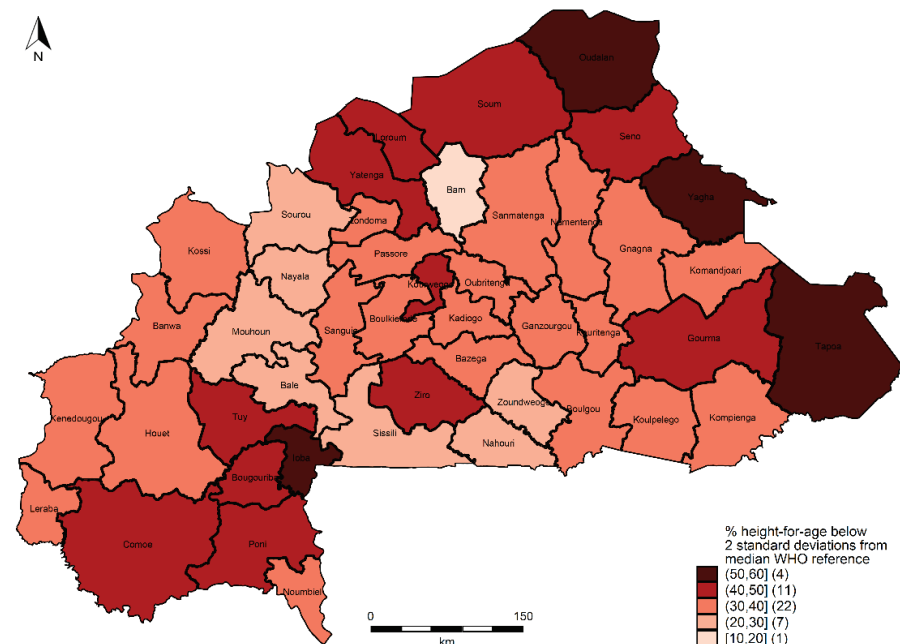 N
Oudalan
Soum
Seno
Loroum
Yatenga
Bam
Yagha
Sourou
Zondoma
Sanmatenga
Namentenga
Kossi
Passore
Gnagna
Komandjoari
Nayala
Oubritenga
Kourweogo
Banwa
Mouhoun
Sanguie
Boulkiemde
Kadiogo
Ganzourgou
Kouritenga
Gourma
Tapoa
Bazega
Bale
Ziro
Zoundweogo
Kenedougou
Houet
Tuy
Sissili
Nahouri
Boulgou
Koulpelego
Kompienga
Ioba
Bougouriba
Leraba
Comoe
Poni
Noumbiel
0
150
km
% height-for-age below
2 standard deviations from
median WHO reference
(50,60] (4)
(40,50] (11)
(30,40] (22)
(20,30] (7)
[10,20] (1)